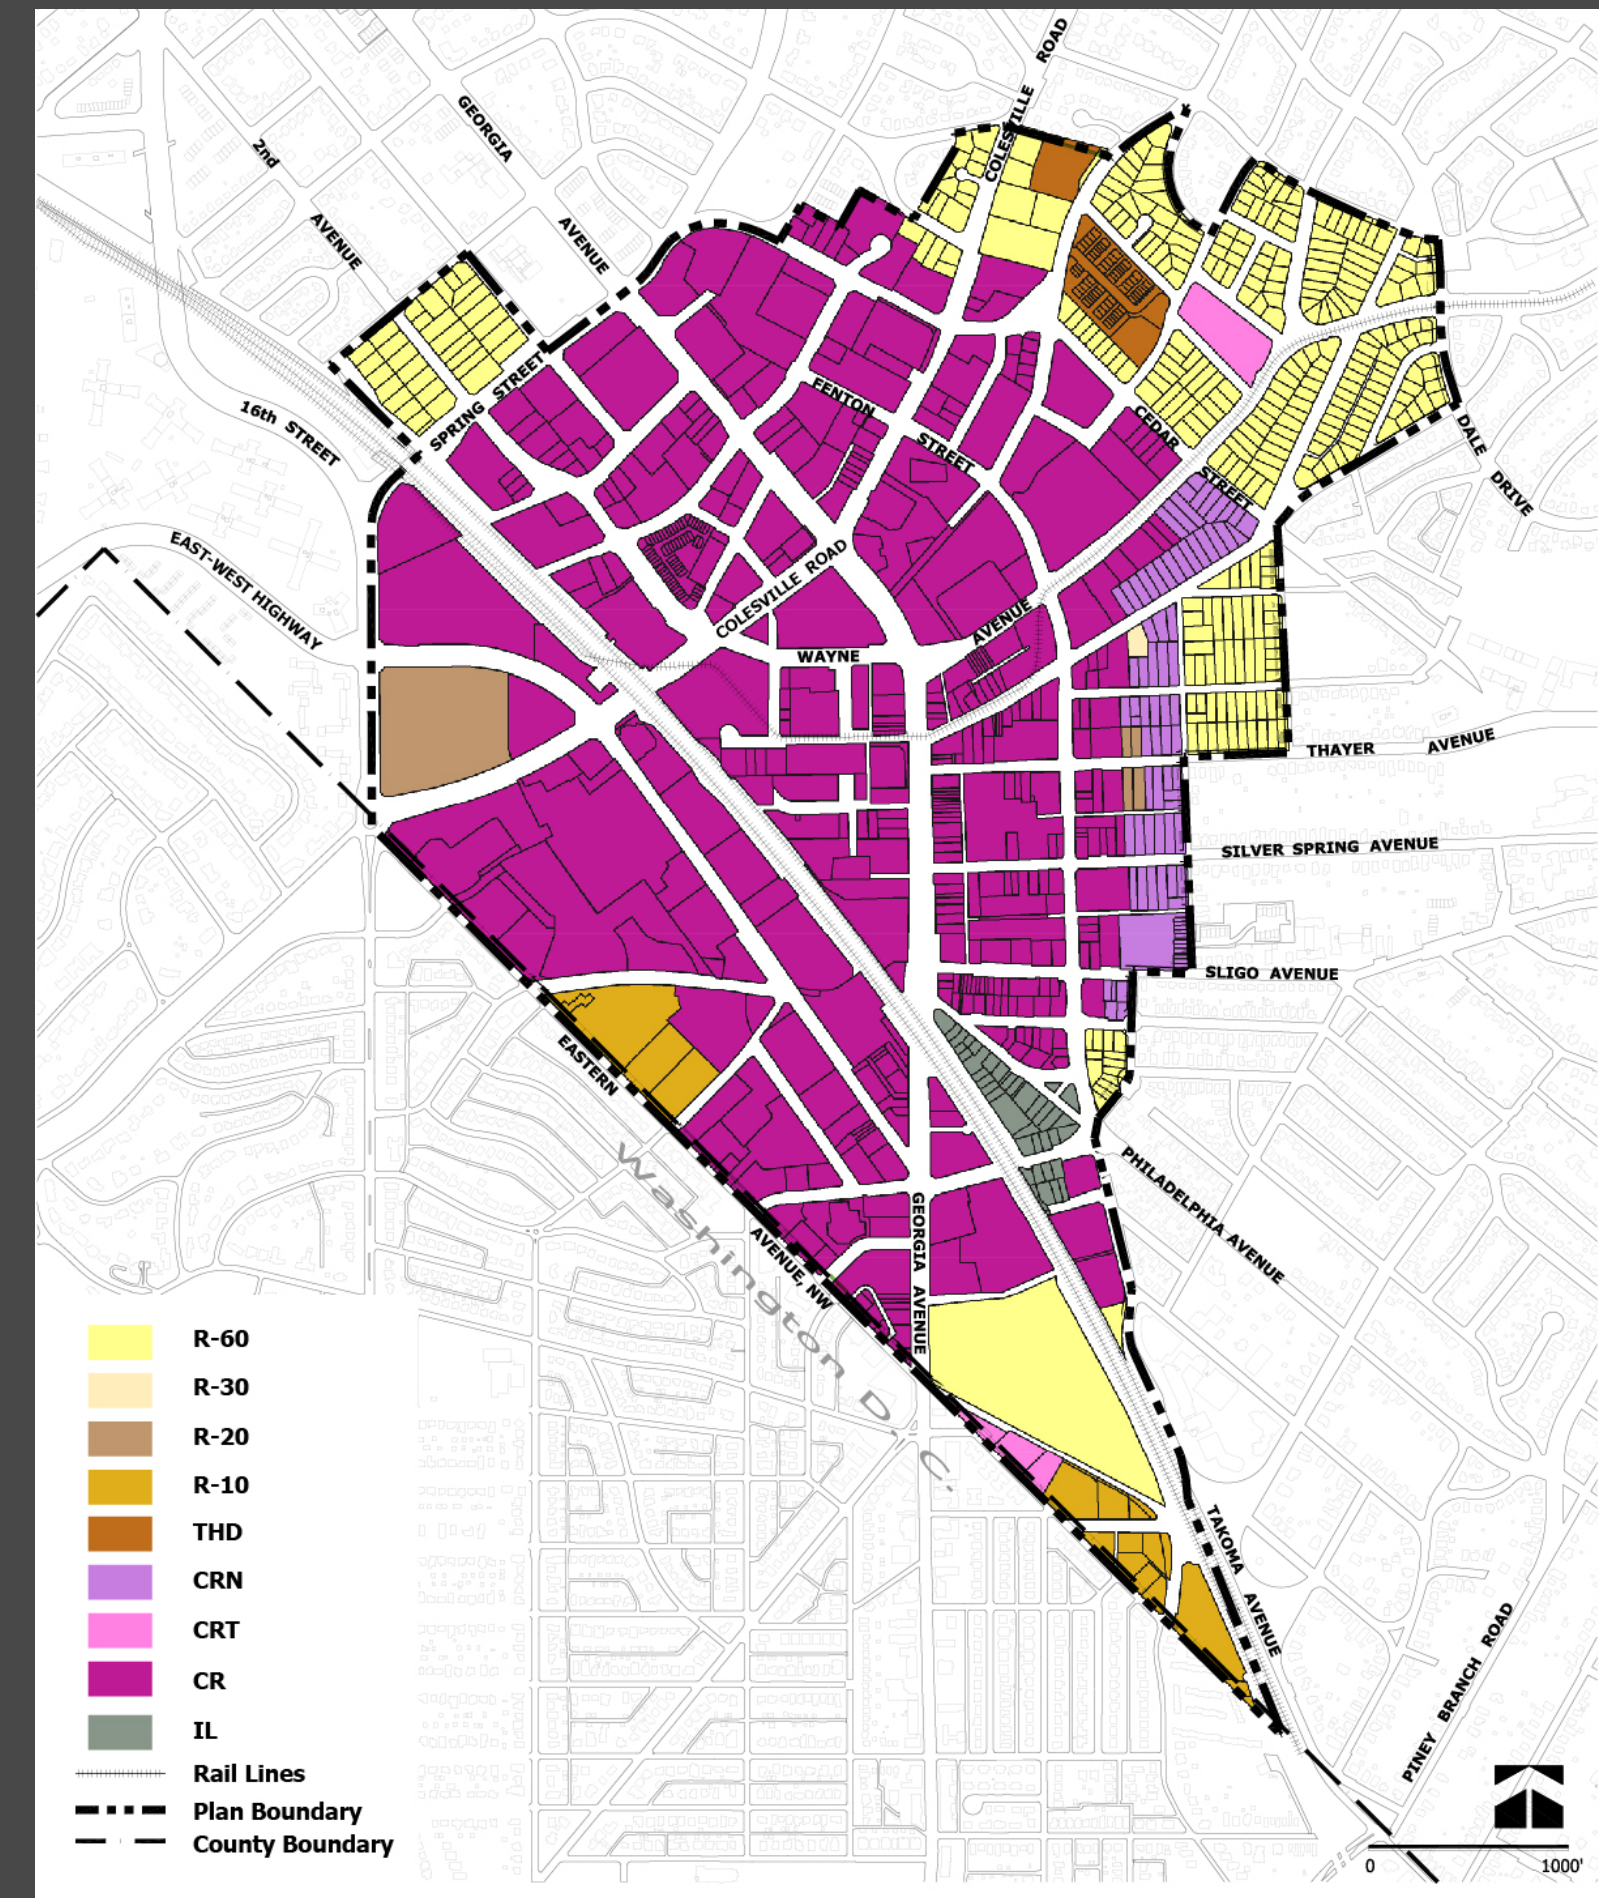 COLESVILLE ROAD
GEORGIA
AVENUE
2nd
AVENUE
SPRING STREET
16th STREET
EAST-WEST HIGHWAY
FENTON
STREET
CEDAR
STREET
DALE DRIVE
COLESVILLE ROAD
WAYNE
AVENUE
THAYER AVENUE
SILVER SPRING AVENUE
SLIGO AVENUE
EASTERN
AVENUE, NW
Washington D.C.
GEORGIA AVENUE
PHILADELPHIA AVENUE
TAKOMA AVENUE
PINEY BRANCH ROAD
R-60
R-30
R-20
R-10
THD
CRN
CRT
CR
IL
Rail Lines
Plan Boundary
County Boundary
0 1000'